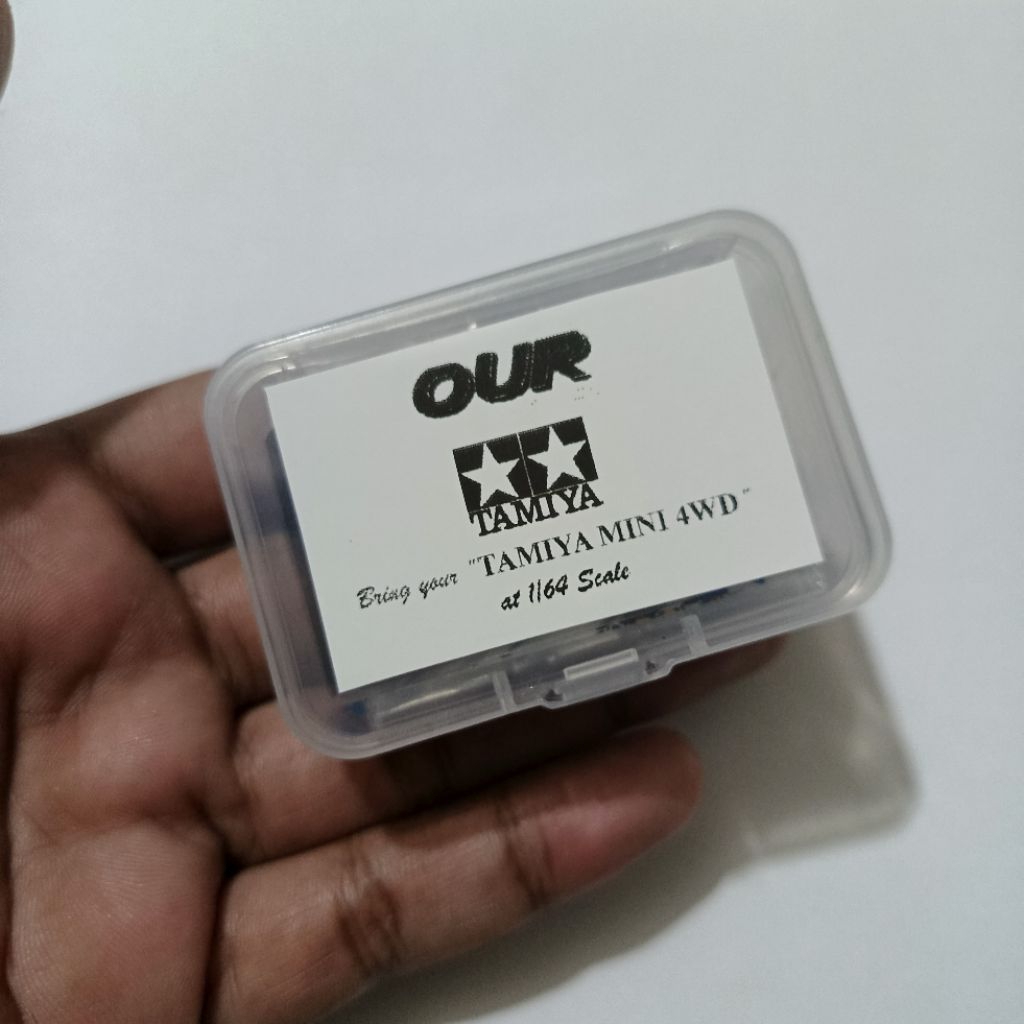 OUR
TAMIYA
Bring your "TAMIYA MINI 4WD"
at 1/64 Scale